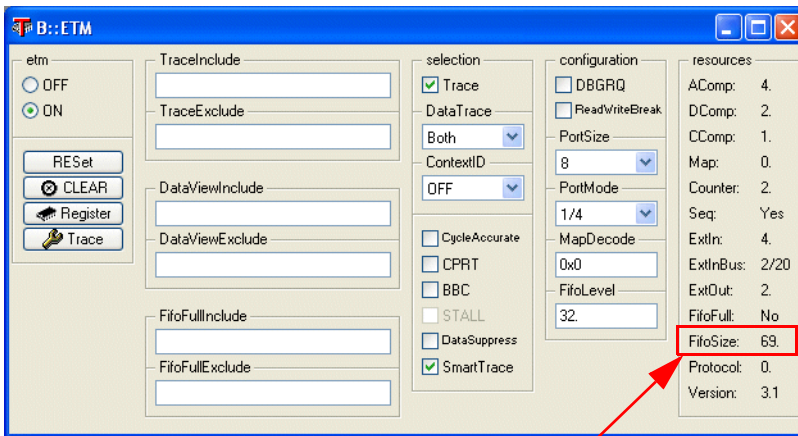 B::ETM
etm
OFF
ON
RESet
CLEAR
Register
Trace
TraceInclude
TraceExclude
DataViewInclude
DataViewExclude
FifoFullInclude
FifoFullExclude
selection
Trace
DataTrace
Both
ContextID
OFF
CycleAccurate
CPRT
BBC
STALL
DataSuppress
SmartTrace
configuration
DBGRQ
ReadWriteBreak
PortSize
8
PortMode
1/4
MapDecode
0x0
FifoLevel
32.
resources
AComp: 4.
DComp: 2.
CComp: 1.
Map: 0.
Counter: 2.
Seq: Yes
ExtIn: 4.
ExtInBus: 2/20
ExtOut: 2.
FifoFull: No
FifoSize: 69.
Protocol: 0.
Version: 3.1